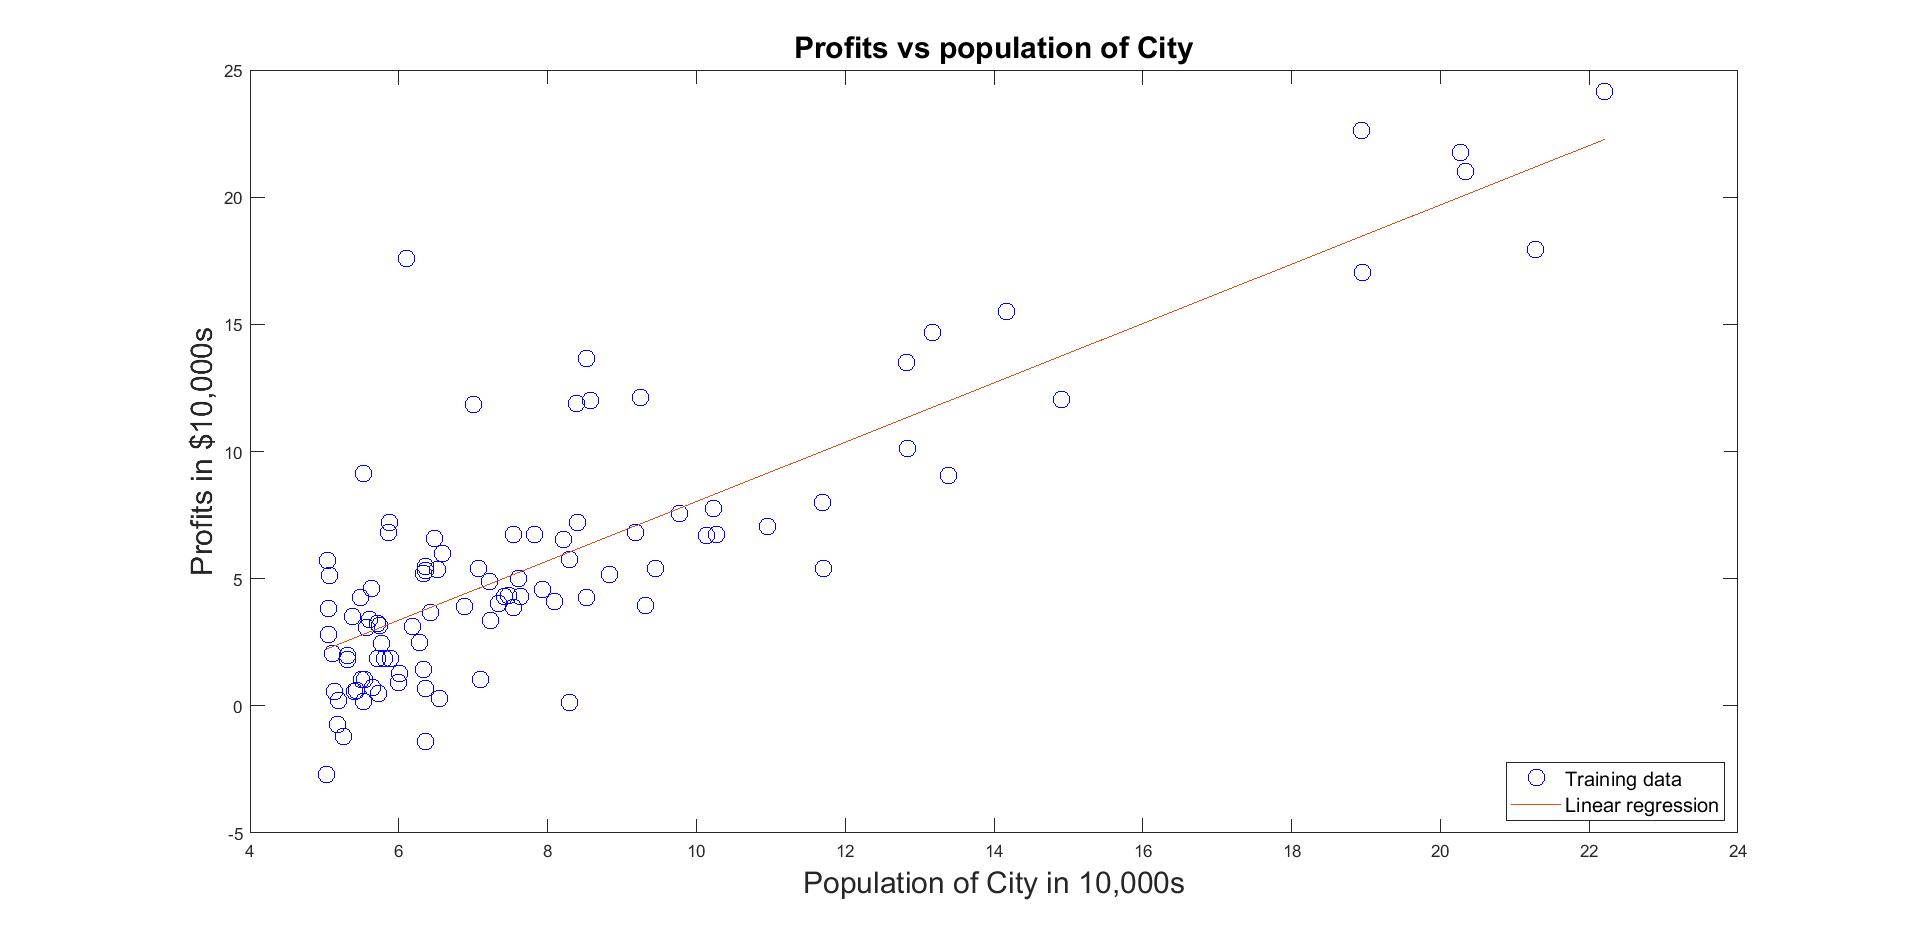 Profits vs population of City
25
20
15
10
5
0
-5
Profits in $10,000s
4 6 8 10 12 14 16 18 20 22 24
Population of City in 10,000s
Training data
Linear regression